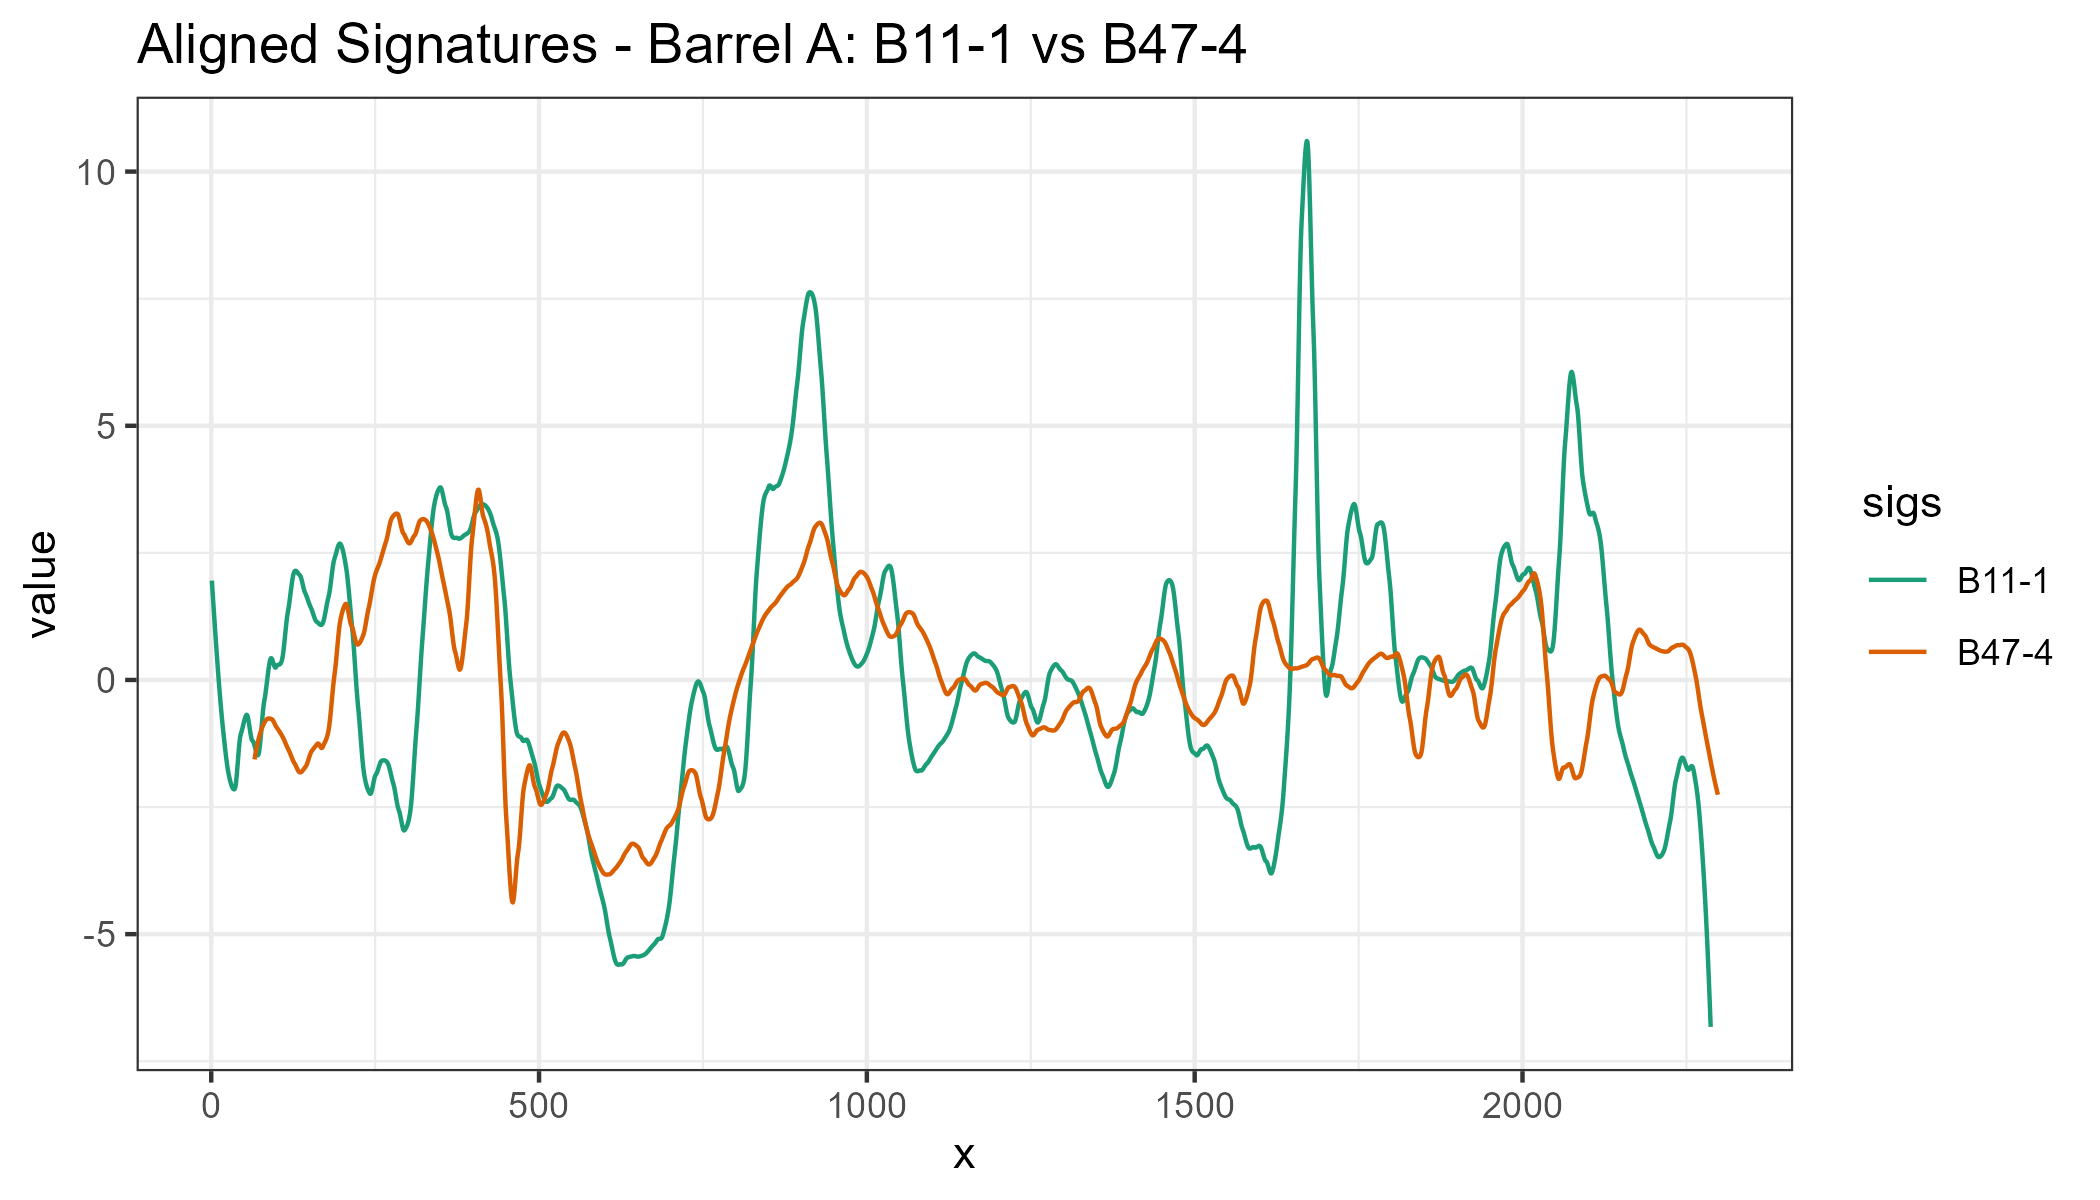 Aligned Signatures - Barrel A: B11-1 vs B47-4
10
5
0
-5
value
0 500 1000 1500 2000
x
sigs
B11-1
B47-4